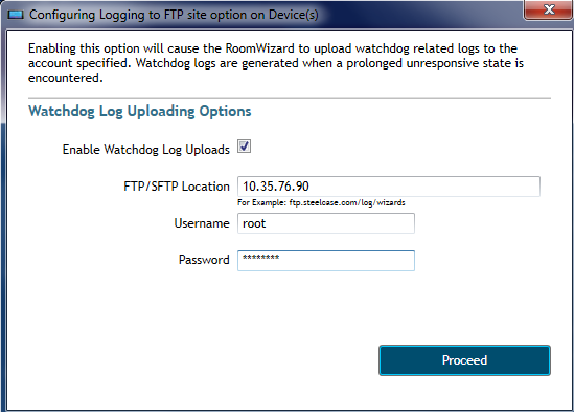 Configuring Logging to FTP site option on Device(s)
Enabling this option will cause the RoomWizard to upload watchdog related logs to the
account specified. Watchdog logs are generated when a prolonged unresponsive state is
encountered.
Watchdog Log Uploading Options
Enable Watchdog Log Uploads
FTP/SFTP Location 10.35.76.90
For Example: ftp.steelcase.com/log/wizards
Username root
Password ********
Proceed